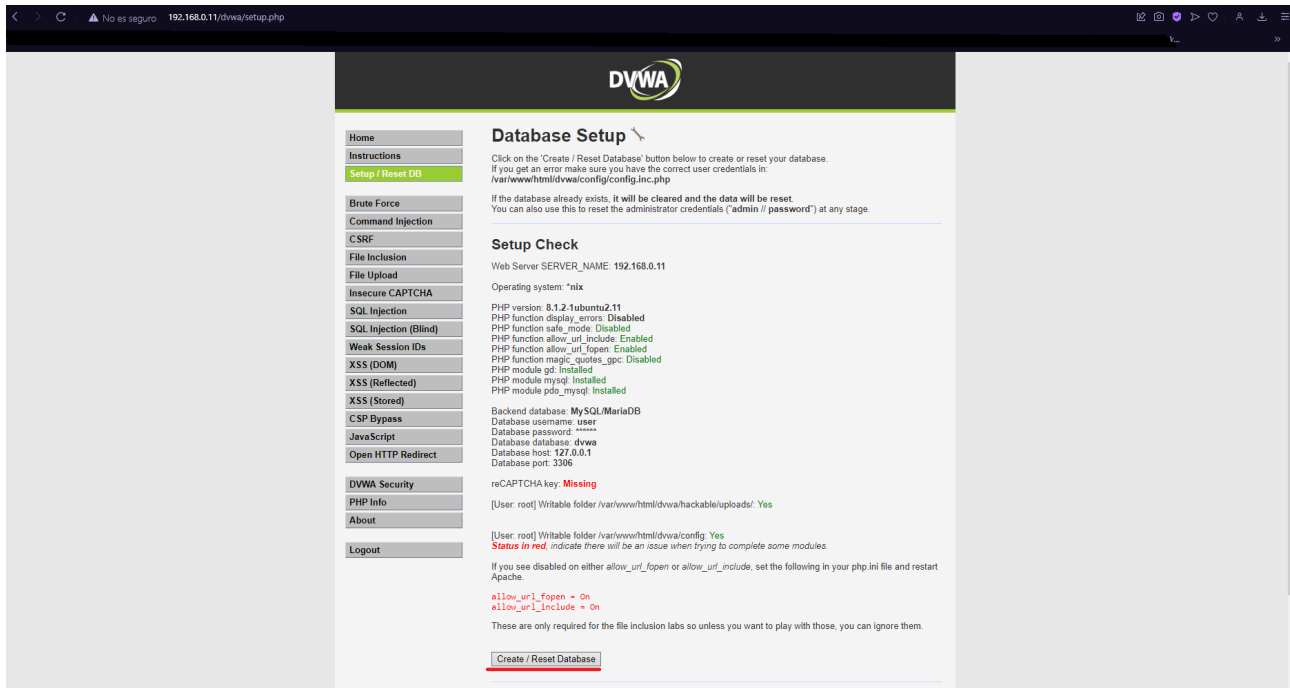 No es seguro 192.168.0.11/dvwa/setup.php
DVWA
Home
Instructions
Setup / Reset DB
Brute Force
Command Injection
CSRF
File Inclusion
File Upload
Insecure CAPTCHA
SQL Injection
SQL Injection (Blind)
Weak Session IDs
XSS (DOM)
XSS (Reflected)
XSS (Stored)
CSP Bypass
JavaScript
Open HTTP Redirect
DVWA Security
PHP Info
About
Logout
Database Setup
Click on the 'Create / Reset Database' button below to create or reset your database.
If you get an error make sure you have the correct user credentials in:
/var/www/html/dvwa/config/config.inc.php
If the database already exists, it will be cleared and the data will be reset.
You can also use this to reset the administrator credentials ("admin // password") at any stage.
Setup Check
Web Server SERVER_NAME: 192.168.0.11
Operating system: *nix
PHP version: 8.1.2-1ubuntu2.11
PHP function display_errors: Disabled
PHP function safe_mode: Disabled
PHP function allow_url_include: Enabled
PHP function allow_url_fopen: Enabled
PHP function magic_quotes_gpc: Disabled
PHP module gd: Installed
PHP module mysql: Installed
PHP module pdo_mysql: Installed
Backend database: MySQL/MariaDB
Database username: user
Database password: ******
Database database: dvwa
Database host: 127.0.0.1
Database port: 3306
reCAPTCHA key: Missing
[User: root] Writable folder /var/www/html/dvwa/hackable/uploads/: Yes
[User: root] Writable folder /var/www/html/dvwa/config: Yes
Status in red, indicate there will be an issue when trying to complete some modules.
If you see disabled on either allow_url_fopen or allow_url_include, set the following in your php.ini file and restart
Apache.
allow_url_fopen = On
allow_url_include = On
These are only required for the file inclusion labs so unless you want to play with those, you can ignore them.
Create / Reset Database